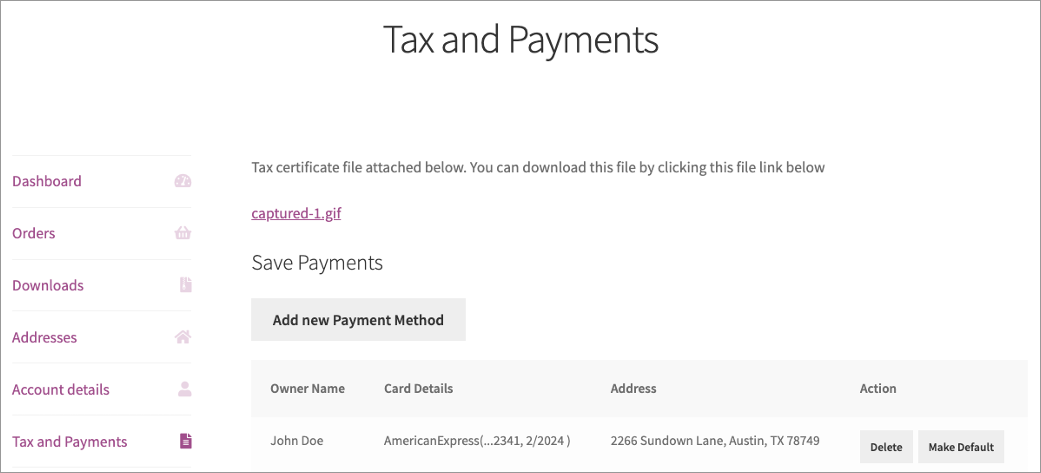 Tax and Payments
Tax certificate file attached below. You can download this file by clicking this file link below
Dashboard
captured-1.gif
Orders
Save Payments
Downloads
Add new Payment Method
Addresses
Owner Name Card Details Address Action
Account details
John Doe AmericanExpress(...2341, 2/2024 ) 2266 Sundown Lane, Austin, TX 78749 Delete Make Default
Tax and Payments